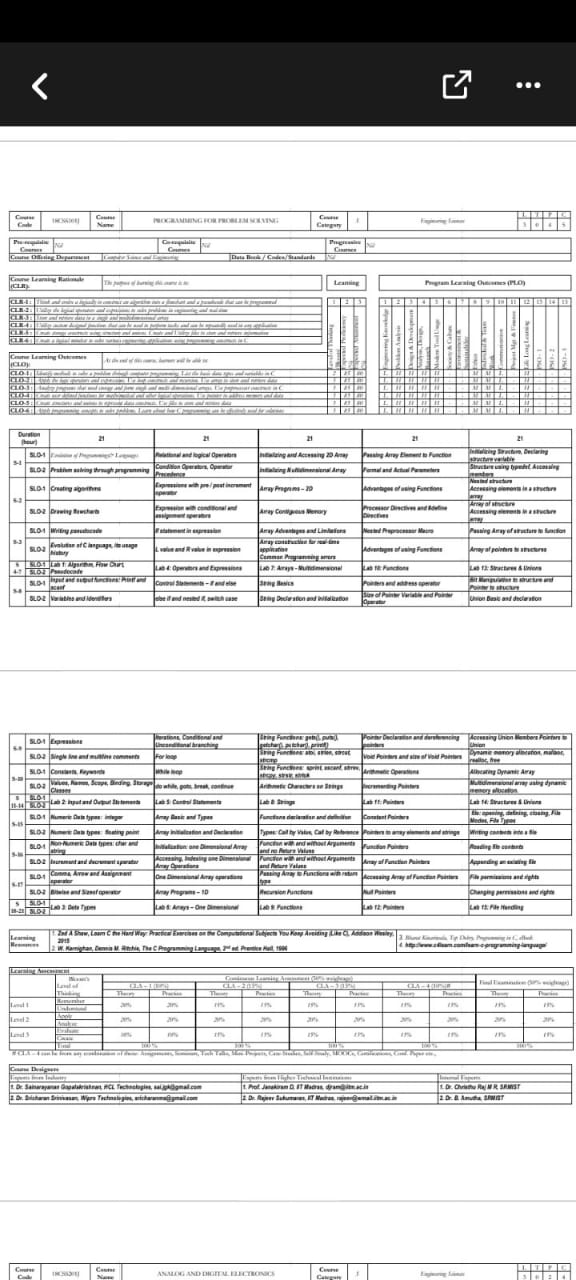 Course Code 18CSS101J Course Name PROGRAMMING FOR PROBLEM SOLVING Course Category Engineering Sciences L T P C
3 0 4 5
Pre-requisite Courses Nil Co-requisite Courses Nil Progressive Courses Nil
Course Offering Department Computer Science and Engineering Data Book / Codes/Standards Nil
Course Learning Rationale (CLR): The purpose of learning this course is to: Learning Program Learning Outcomes (PLO)
CLR-1 : Think and evolve a logically to construct an algorithm into a flowchart and a pseudocode that can be programmed
CLR-2 : Utilize the logical operators and expressions to solve problems in engineering and real-time
CLR-3 : Store and retrieve data in a single and multidimensional array
CLR-4 : Utilize custom designed functions that can be used to perform tasks and can be repeatedly used in any application
CLR-5 : Create storage constructs using structure and unions. Create and Utilize files to store and retrieve information
CLR-6 : Create a logical mindset to solve various engineering applications using programming constructs in C
1 2 3 1 2 3 4 5 6 7 8 9 10 11 12 13 14 15
Engineering Knowledge
Problem Analysis
Design & Development
Modern Tool Usage
Society & Culture
Ethics
Communication
Project Mgt. & Finance
Life Long Learning
PSO - 1
PSO - 2
PSO - 3
Course Learning Outcomes (CLO): At the end of this course, learners will be able to:
CLO-1 : Identify methods to solve a problem through computer programming. List the basic data types and variables in C
CLO-2 : Apply the logic operators and expressions. Use loop constructs and recursion. Use array to store and retrieve data
CLO-3 : Analyze programs that need storage and form single and multi-dimensional arrays. Use preprocessor constructs in C
CLO-4 : Create user defined functions for mathematical and other logical operations. Use pointer to address memory and data
CLO-5 : Create structures and unions to represent data constructs. Use files to store and retrieve data
CLO-6 : Apply programming concepts to solve problems. Learn about how C programming can be effectively used for solutions
Duration (hour) 21 21 21 21 21
S-1 SLO-1 Evolution of Programming & Languages Relational and logical Operators Initializing and Accessing 2D Array Passing Array Element to Function Initializing Structure, Declaring structure variable
SLO-2 Problem solving through programming Condition Operators, Operator Precedence Initializing Multidimensional Array Formal and Actual Parameters Structure using typedef, Accessing members
S-2 SLO-1 Creating algorithms Expressions with pre / post increment operator Array Programs – 2D Advantages of using Functions Nested structure Accessing elements in a structure array
SLO-2 Drawing flowcharts Expression with conditional and assignment operators Array Contiguous Memory Processor Directives and #define Directives Array of structure Accessing elements in a structure array
S-3 SLO-1 Writing pseudocode If statement in expression Array Advantages and Limitations Nested Preprocessor Macro Passing Array of structure to function
SLO-2 Evolution of C language, its usage history L value and R value in expression Array construction for real-time application Common Programming errors Advantages of using Functions Array of pointers to structures
S 4-7 SLO-1 SLO-2 Lab 1: Algorithm, Flow Chart, Pseudocode Lab 4: Operators and Expressions Lab 7: Arrays - Multidimensional Lab 10: Functions Lab 13: Structures & Unions
S-8 SLO-1 Input and output functions: Printf and scanf Control Statements – if and else String Basics Pointers and address operator Bit Manipulation to structure and Pointer to structure
SLO-2 Variables and identifiers else if and nested if, switch case String Declaration and Initialization Size of Pointer Variable and Pointer Operator Union Basic and declaration
S-9 SLO-1 Expressions Iterations, Conditional and Unconditional branching String Functions: gets(), puts(), getchar(), putchar(), printf() Pointer Declaration and dereferencing pointers Accessing Union Members Pointers to Union
SLO-2 Single line and multiline comments For loop String Functions: atoi, strlen, strcat, strcmp Void Pointers and size of Void Pointers Dynamic memory allocation, malloc, realloc, free
S-10 SLO-1 Constants, Keywords While loop String Functions: sprint, sscanf, strrev, strcpy, strstr, strtok Arithmetic Operations Allocating Dynamic Array
SLO-2 Values, Names, Scope, Binding, Storage Classes do while, goto, break, continue Arithmetic Characters on Strings Incrementing Pointers Multidimensional array using dynamic memory allocation.
S 11-14 SLO-1 SLO-2 Lab 2: Input and Output Statements Lab 5: Control Statements Lab 8: Strings Lab 11: Pointers Lab 14: Structures & Unions
S-15 SLO-1 Numeric Data types: integer Array Basic and Types Functions declaration and definition Constant Pointers file: opening, defining, closing, File Modes, File Types
SLO-2 Numeric Data types: floating point Array Initialization and Declaration Types: Call by Value, Call by Reference Pointers to array elements and strings Writing contents into a file
S-16 SLO-1 Non-Numeric Data types: char and string Initialization: one Dimensional Array Function with and without Arguments and no Return Values Function Pointers Reading file contents
SLO-2 Increment and decrement operator Accessing, Indexing one Dimensional Array Operations Function with and without Arguments and Return Values Array of Function Pointers Appending an existing file
S-17 SLO-1 Comma, Arrow and Assignment operator One Dimensional Array operations Passing Array to Functions with return type Accessing Array of Function Pointers File permissions and rights
SLO-2 Bitwise and Sizeof operator Array Programs – 1D Recursion Functions Null Pointers Changing permissions and rights
S 18-21 SLO-1 SLO-2 Lab 3: Data Types Lab 6: Arrays – One Dimensional Lab 9: Functions Lab 12: Pointers Lab 15: File Handling
Learning Resources
1. Zed A Shaw, Learn C the Hard Way: Practical Exercises on the Computational Subjects You Keep Avoiding (Like C), Addison Wesley, 2015
2. W. Kernighan, Dennis M. Ritchie, The C Programming Language, 2nd ed. Prentice Hall, 1996
3. Bharat Kinariwala, Tep Dobry, Programming in C, eBook
4. http://www.c4learn.com/learn-c-programming-language/
Learning Assessment
Bloom's Level of Thinking Continuous Learning Assessment (50% weightage) Final Examination (50% weightage)
CLA – 1 (10%) CLA – 2 (15%) CLA – 3 (15%) CLA – 4 (10%)#
Theory Practice Theory Practice Theory Practice Theory Practice Theory Practice
Level 1 Remember Understand 20% 20% 15% 15% 15% 15% 15% 15% 15% 15%
Level 2 Apply Analyze 20% 20% 20% 20% 20% 20% 20% 20% 20% 20%
Level 3 Evaluate Create 10% 10% 15% 15% 15% 15% 15% 15% 15% 15%
Total 100 % 100 % 100 % 100 % 100 %
# CLA – 4 can be from any combination of these: Assignments, Seminars, Tech Talks, Mini-Projects, Case-Studies, Self-Study, MOOCs, Certifications, Conf. Paper etc.,
Course Designers
Experts from Industry Experts from Higher Technical Institutions Internal Experts
1. Dr. Sainarayanan Gopalakrishnan, HCL Technologies, sai.jgk@gmail.com 1. Prof. Janakiram D, IIT Madras, djram@iitm.ac.in 1. Dr. Christhu Raj M R, SRMIST
2. Dr. Sricharan Srinivasan, Wipro Technologies, sricharanms@gmail.com 2. Dr. Rajeev Sukumaran, IIT Madras, rajeev@wmail.iitm.ac.in 2. Dr. B. Amutha, SRMIST
Course Code 18CSS201J Course Name ANALOG AND DIGITAL ELECTRONICS Course Category Engineering Sciences L T P C
3 0 2 4